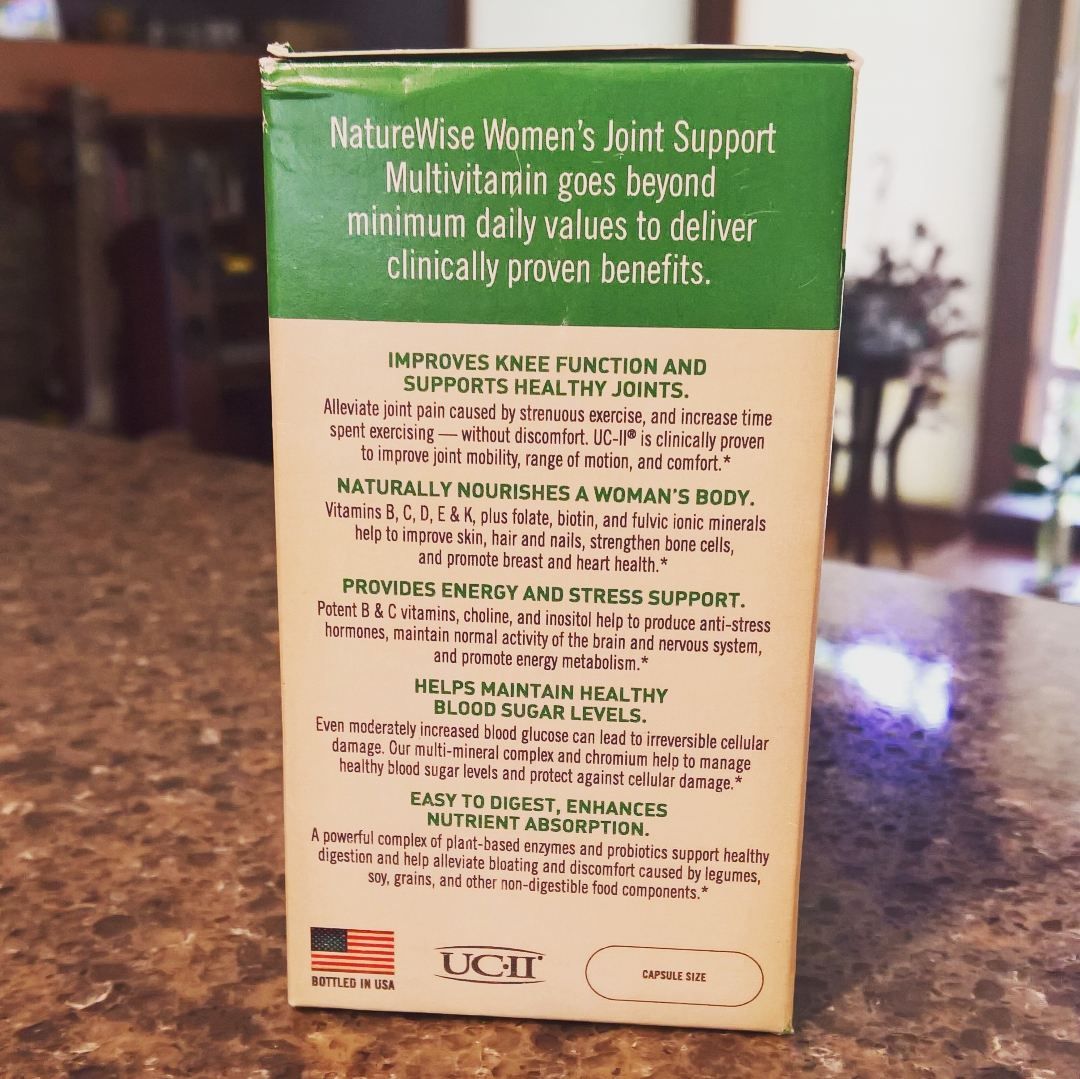 NatureWise Women's Joint Support
Multivitamin goes beyond
minimum daily values to deliver
clinically proven benefits.
IMPROVES KNEE FUNCTION AND
SUPPORTS HEALTHY JOINTS.
Alleviate joint pain caused by strenuous exercise, and increase time
spent exercising — without discomfort. UC-II® is clinically proven
to improve joint mobility, range of motion, and comfort.*
NATURALLY NOURISHES A WOMAN'S BODY.
Vitamins B, C, D, E & K, plus folate, biotin, and fulvic ionic minerals
help to improve skin, hair and nails, strengthen bone cells,
and promote breast and heart health.*
PROVIDES ENERGY AND STRESS SUPPORT.
Potent B & C vitamins, choline, and inositol help to produce anti-stress
hormones, maintain normal activity of the brain and nervous system,
and promote energy metabolism.*
HELPS MAINTAIN HEALTHY
BLOOD SUGAR LEVELS.
Even moderately increased blood glucose can lead to irreversible cellular
damage. Our multi-mineral complex and chromium help to manage
healthy blood sugar levels and protect against cellular damage.*
EASY TO DIGEST, ENHANCES
NUTRIENT ABSORPTION.
A powerful complex of plant-based enzymes and probiotics support healthy
digestion and help alleviate bloating and discomfort caused by legumes,
soy, grains, and other non-digestible food components.*
BOTTLED IN USA
UC·II
CAPSULE SIZE